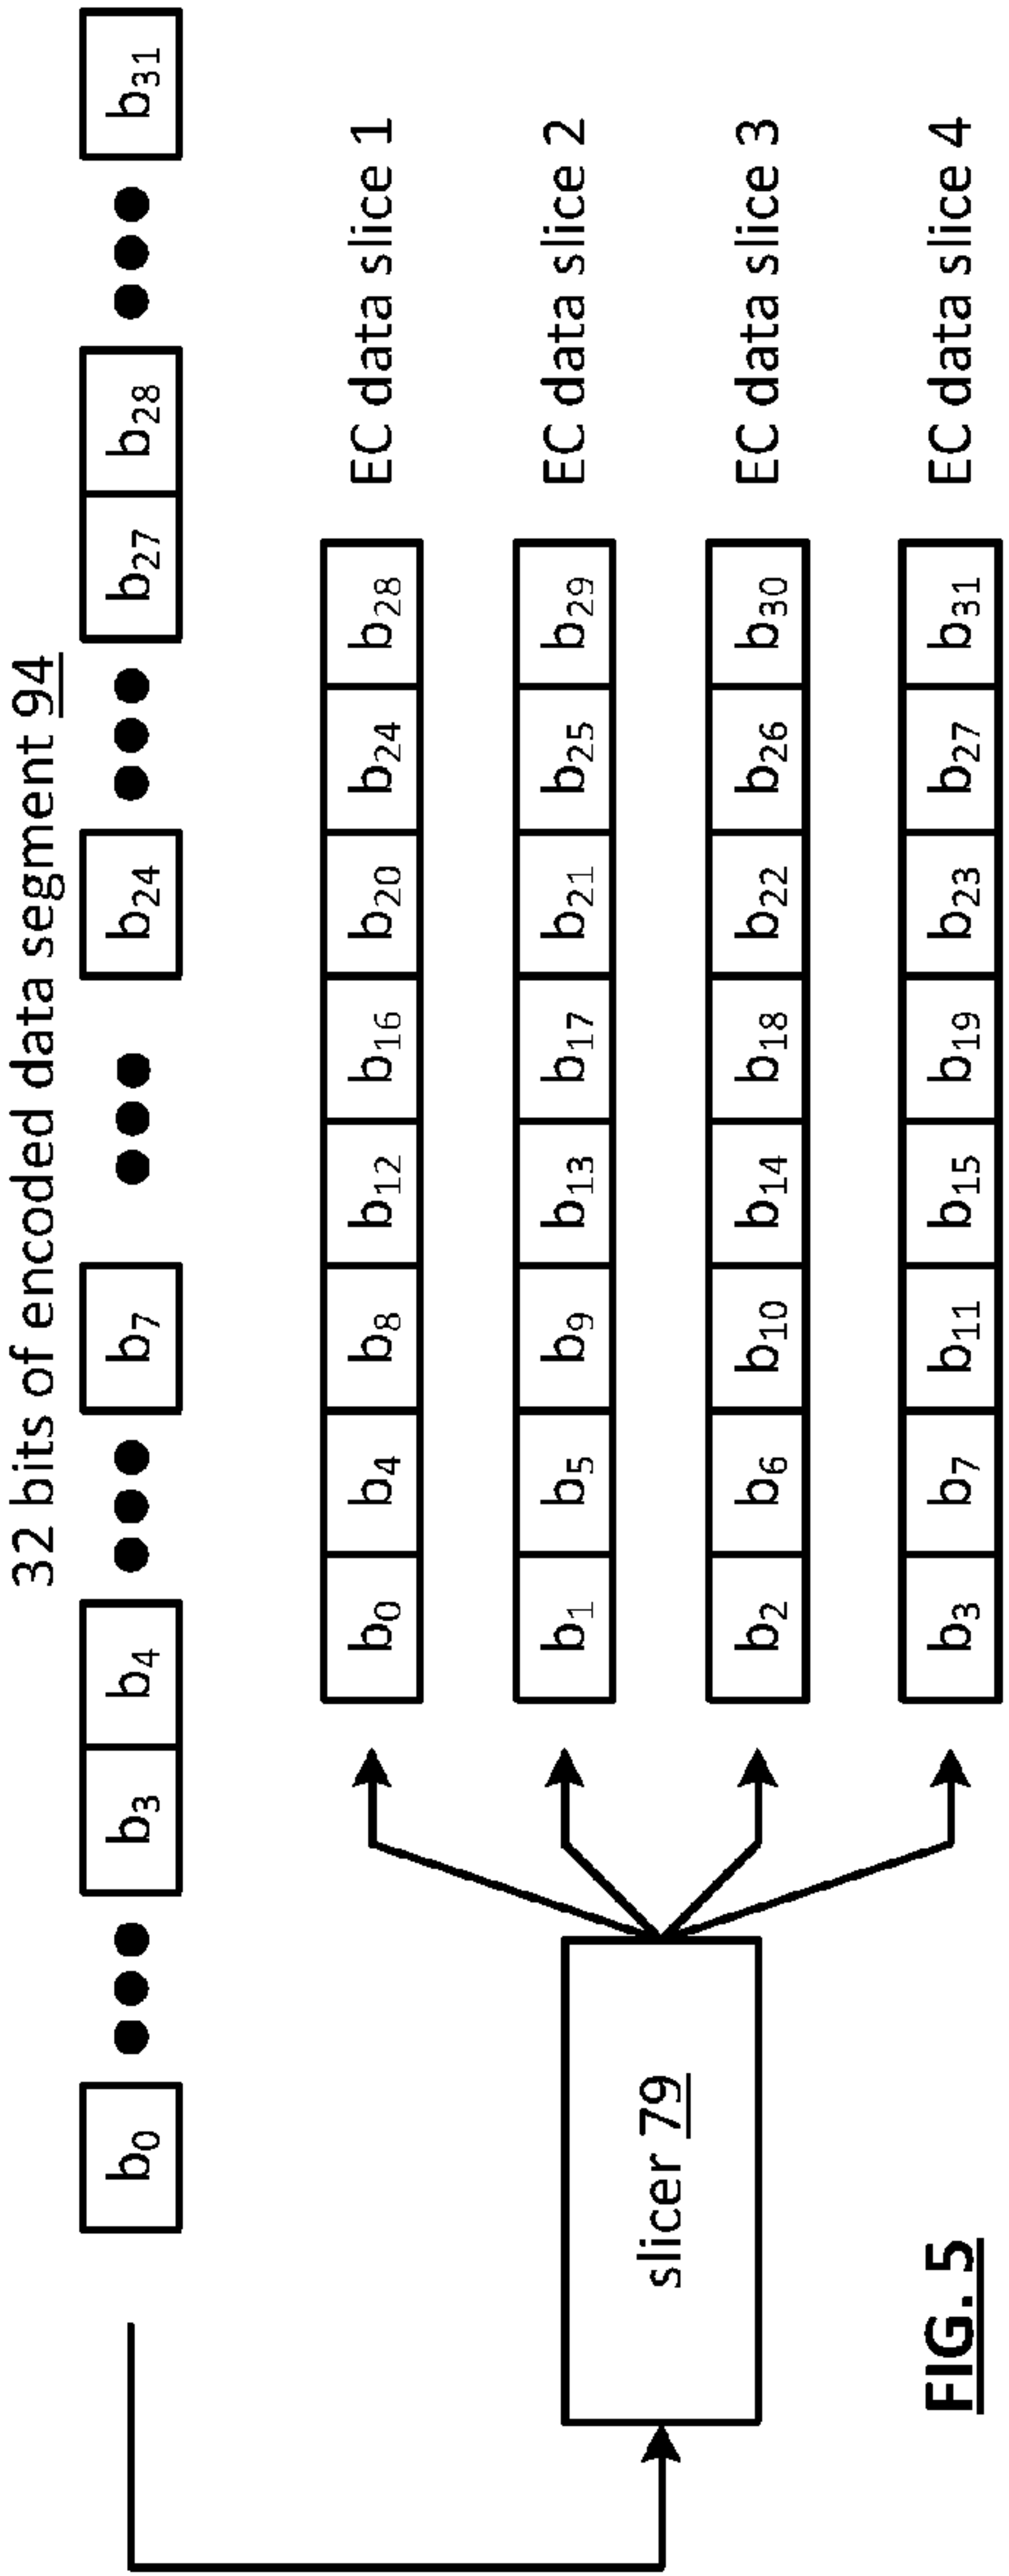 32 bits of encoded data segment 94
b0 b3 b4 b7 b24 b27 b28 b31
b0 b4 b8 b12 b16 b20 b24 b28 EC data slice 1
b1 b5 b9 b13 b17 b21 b25 b29 EC data slice 2
slicer 79
b2 b6 b10 b14 b18 b22 b26 b30 EC data slice 3
b3 b7 b11 b15 b19 b23 b27 b31 EC data slice 4
FIG. 5